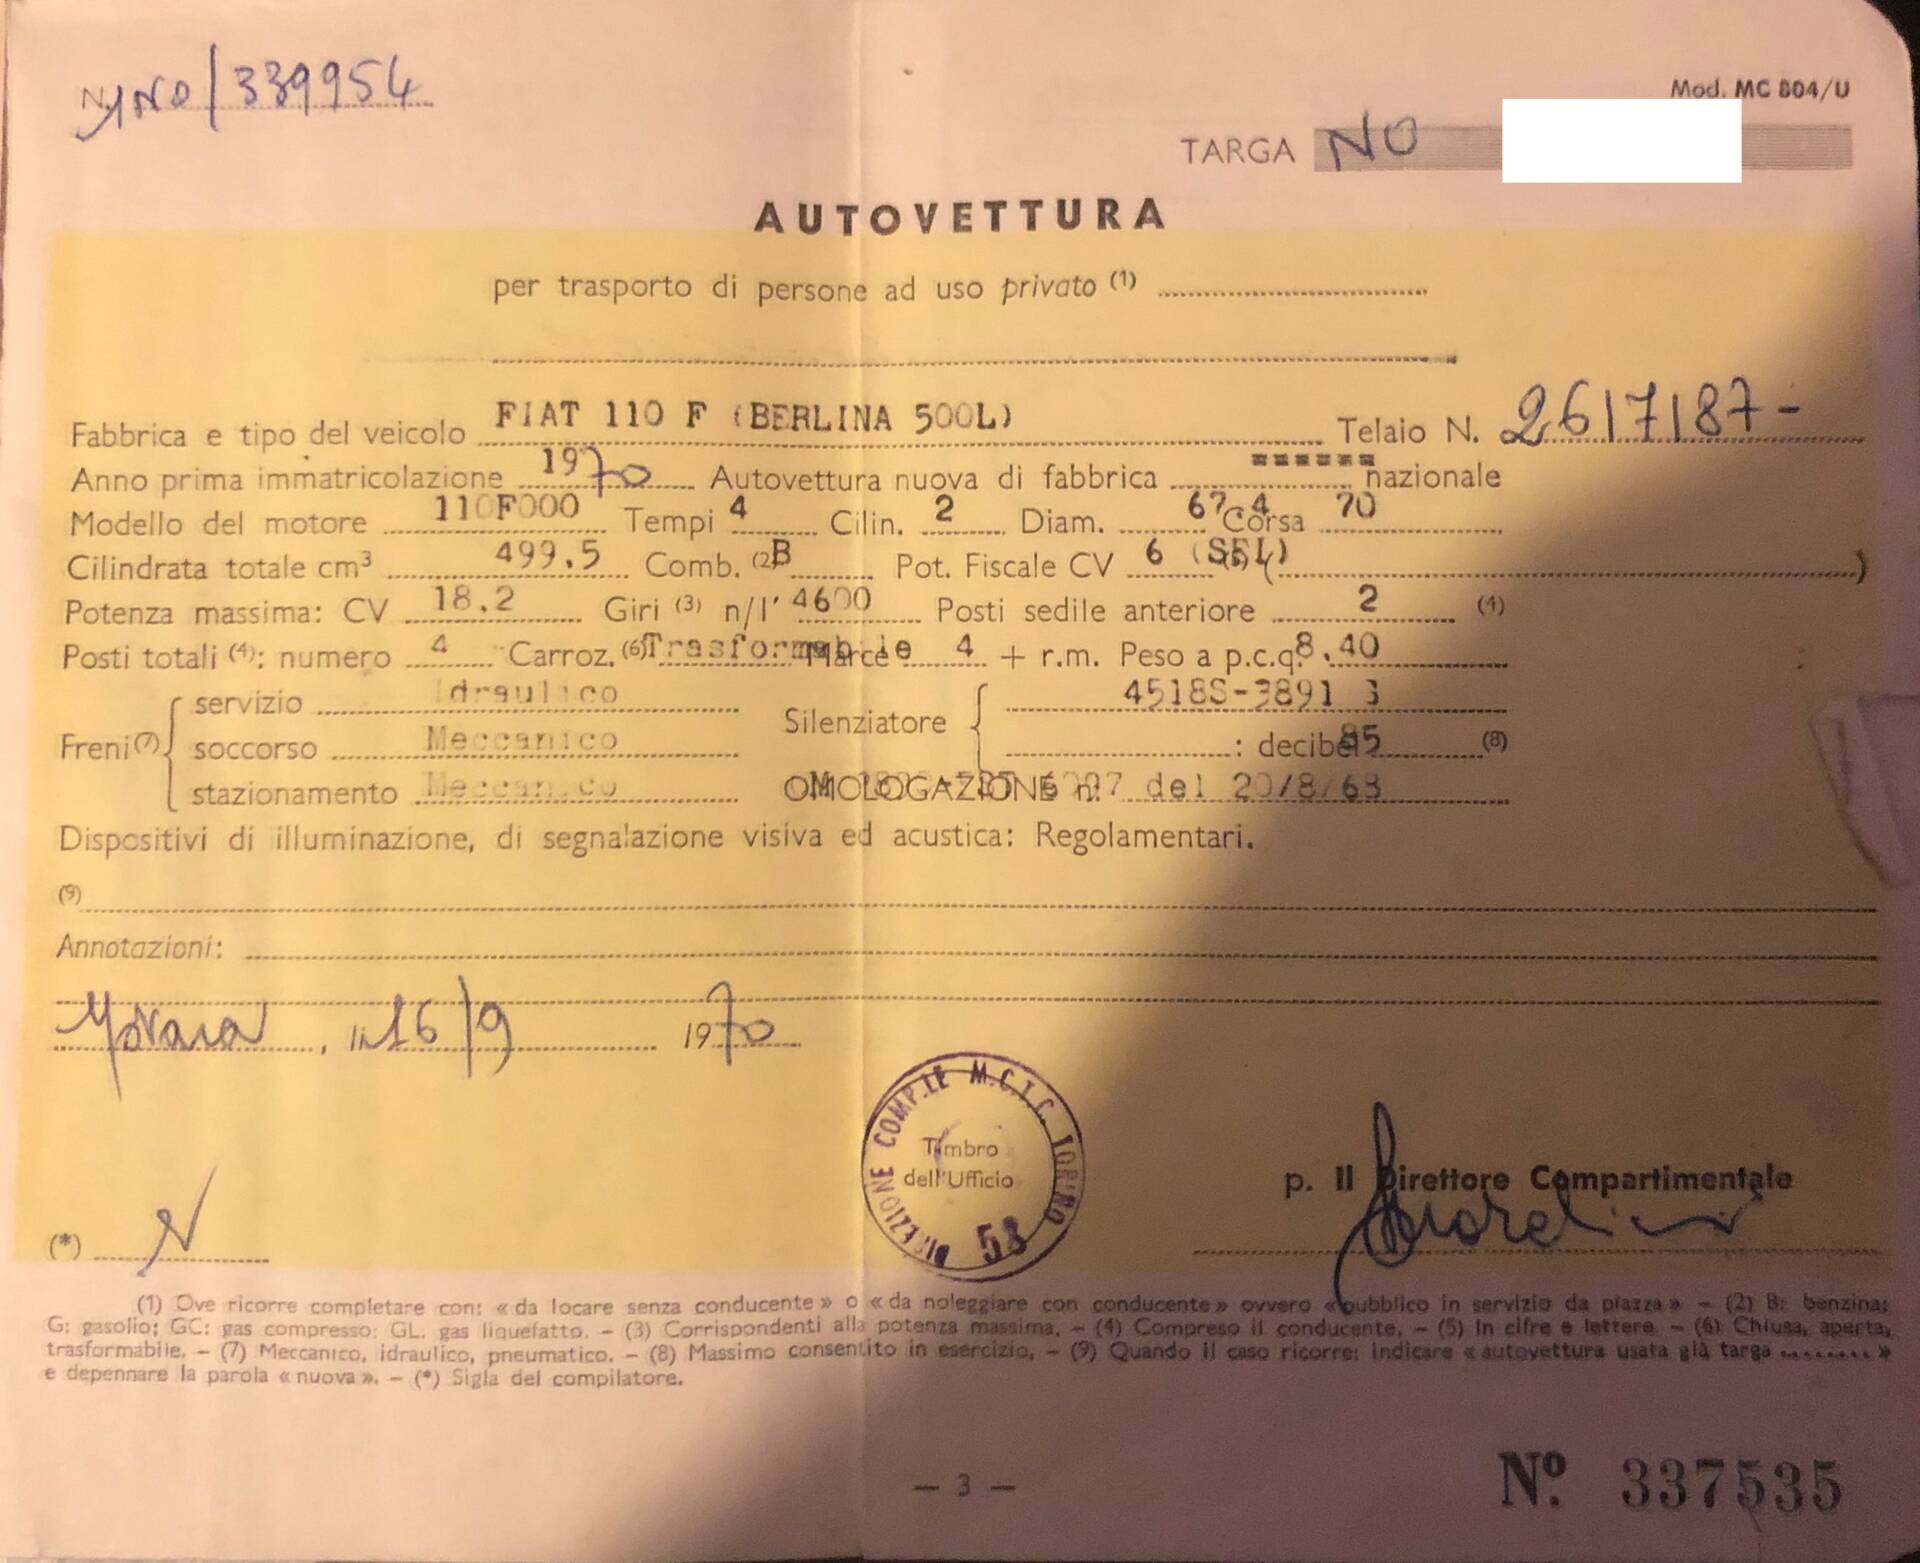 N. 1NO/339954
Mod. MC 804/U
TARGA NO
AUTOVETTURA
per trasporto di persone ad uso privato (1)
Fabbrica e tipo del veicolo FIAT 110 F (BERLINA 500L) Telaio N. 2617187-
Anno prima immatricolazione 1970 Autovettura nuova di fabbrica nazionale
Modello del motore 110F000 Tempi 4 Cilin. 2 Diam. 67,4 Corsa 70
Cilindrata totale cm³ 499,5 Comb. (2) B Pot. Fiscale CV 6 (SEI)
Potenza massima: CV 18,2 Giri (3) n/l' 4600 Posti sedile anteriore 2 (4)
Posti totali (4): numero 4 Carroz. (6) Trasformabile Marce 4 + r.m. Peso a p.c.q. 8,40
Freni (7) servizio Idraulico Silenziatore 4518S-3891
soccorso Meccanico : decibel 85 (8)
stazionamento Meccanico OMOLOGAZIONE n. del 20/8/68
Dispositivi di illuminazione, di segnalazione visiva ed acustica: Regolamentari.
(9)
Annotazioni:
Novara, li 16/9 1970
DIREZIONE COMP.LE M.C.T.C. TORINO
Timbro
dell'Ufficio
58
p. Il Direttore Compartimentale
(*) N
(1) Ove ricorre completare con: « da locare senza conducente » o « da noleggiare con conducente » ovvero « pubblico in servizio da piazza » – (2) B: benzina;
G: gasolio; GC: gas compresso; GL: gas liquefatto. – (3) Corrispondenti alla potenza massima. – (4) Compreso il conducente. – (5) In cifre e lettere. – (6) Chiusa, aperta,
trasformabile. – (7) Meccanico, idraulico, pneumatico. – (8) Massimo consentito in esercizio. – (9) Quando il caso ricorre: indicare « autovettura usata già targa ......... »
e depennare la parola « nuova ». – (*) Sigla del compilatore.
– 3 –
Nº. 337535